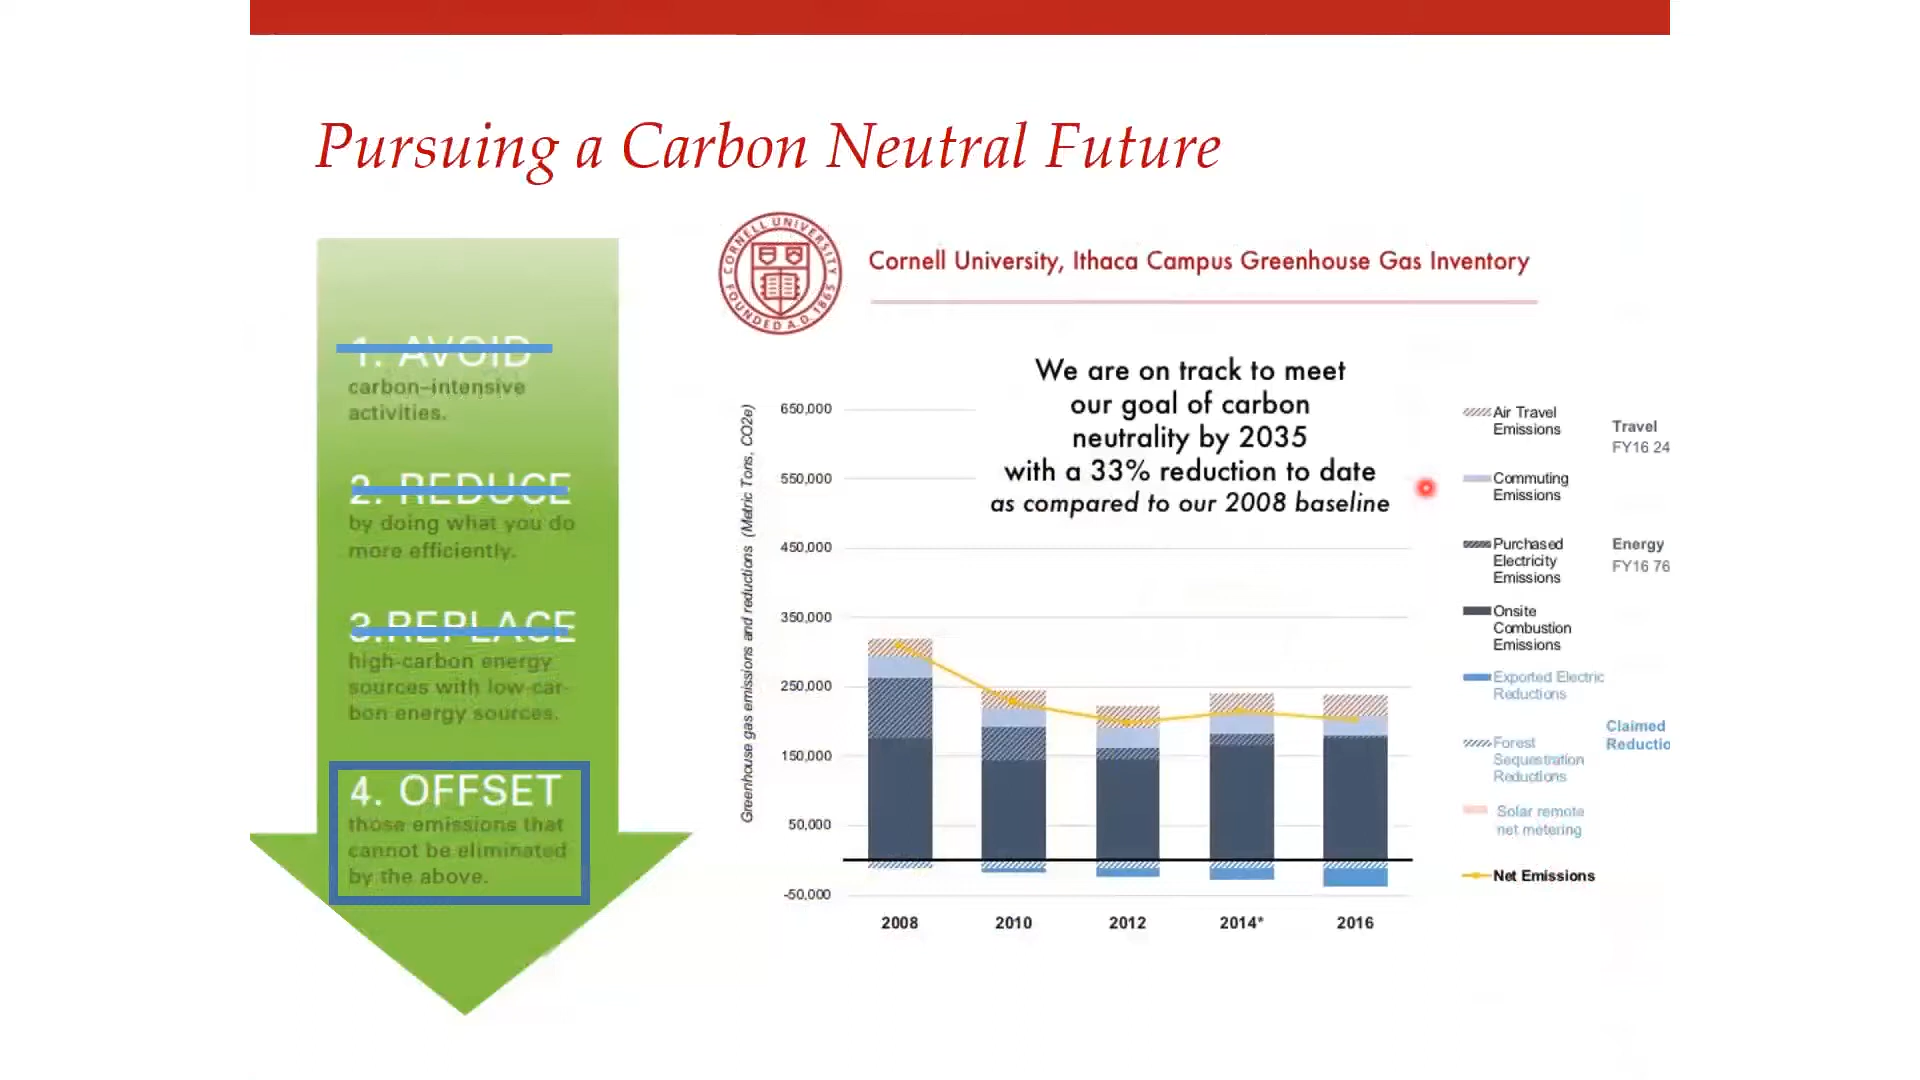 Pursuing a Carbon Neutral Future
1. AVOID
carbon–intensive
activities.
2. REDUCE
by doing what you do
more efficiently.
3.REPLACE
high-carbon energy
sources with low-car-
bon energy sources.
4. OFFSET
those emissions that
cannot be eliminated
by the above.
CORNELL UNIVERSITY
FOUNDED A.D. 1865
Cornell University, Ithaca Campus Greenhouse Gas Inventory
We are on track to meet
our goal of carbon
neutrality by 2035
with a 33% reduction to date
as compared to our 2008 baseline
Greenhouse gas emissions and reductions (Metric Tons, CO2e)
650,000
550,000
450,000
350,000
250,000
150,000
50,000
-50,000
2008
2010
2012
2014*
2016
Air Travel
Emissions
Commuting
Emissions
Purchased
Electricity
Emissions
Onsite
Combustion
Emissions
Exported Electric
Reductions
Forest
Sequestration
Reductions
Solar remote
net metering
Net Emissions
Travel
FY16 24
Energy
FY16 76
Claimed
Reductio